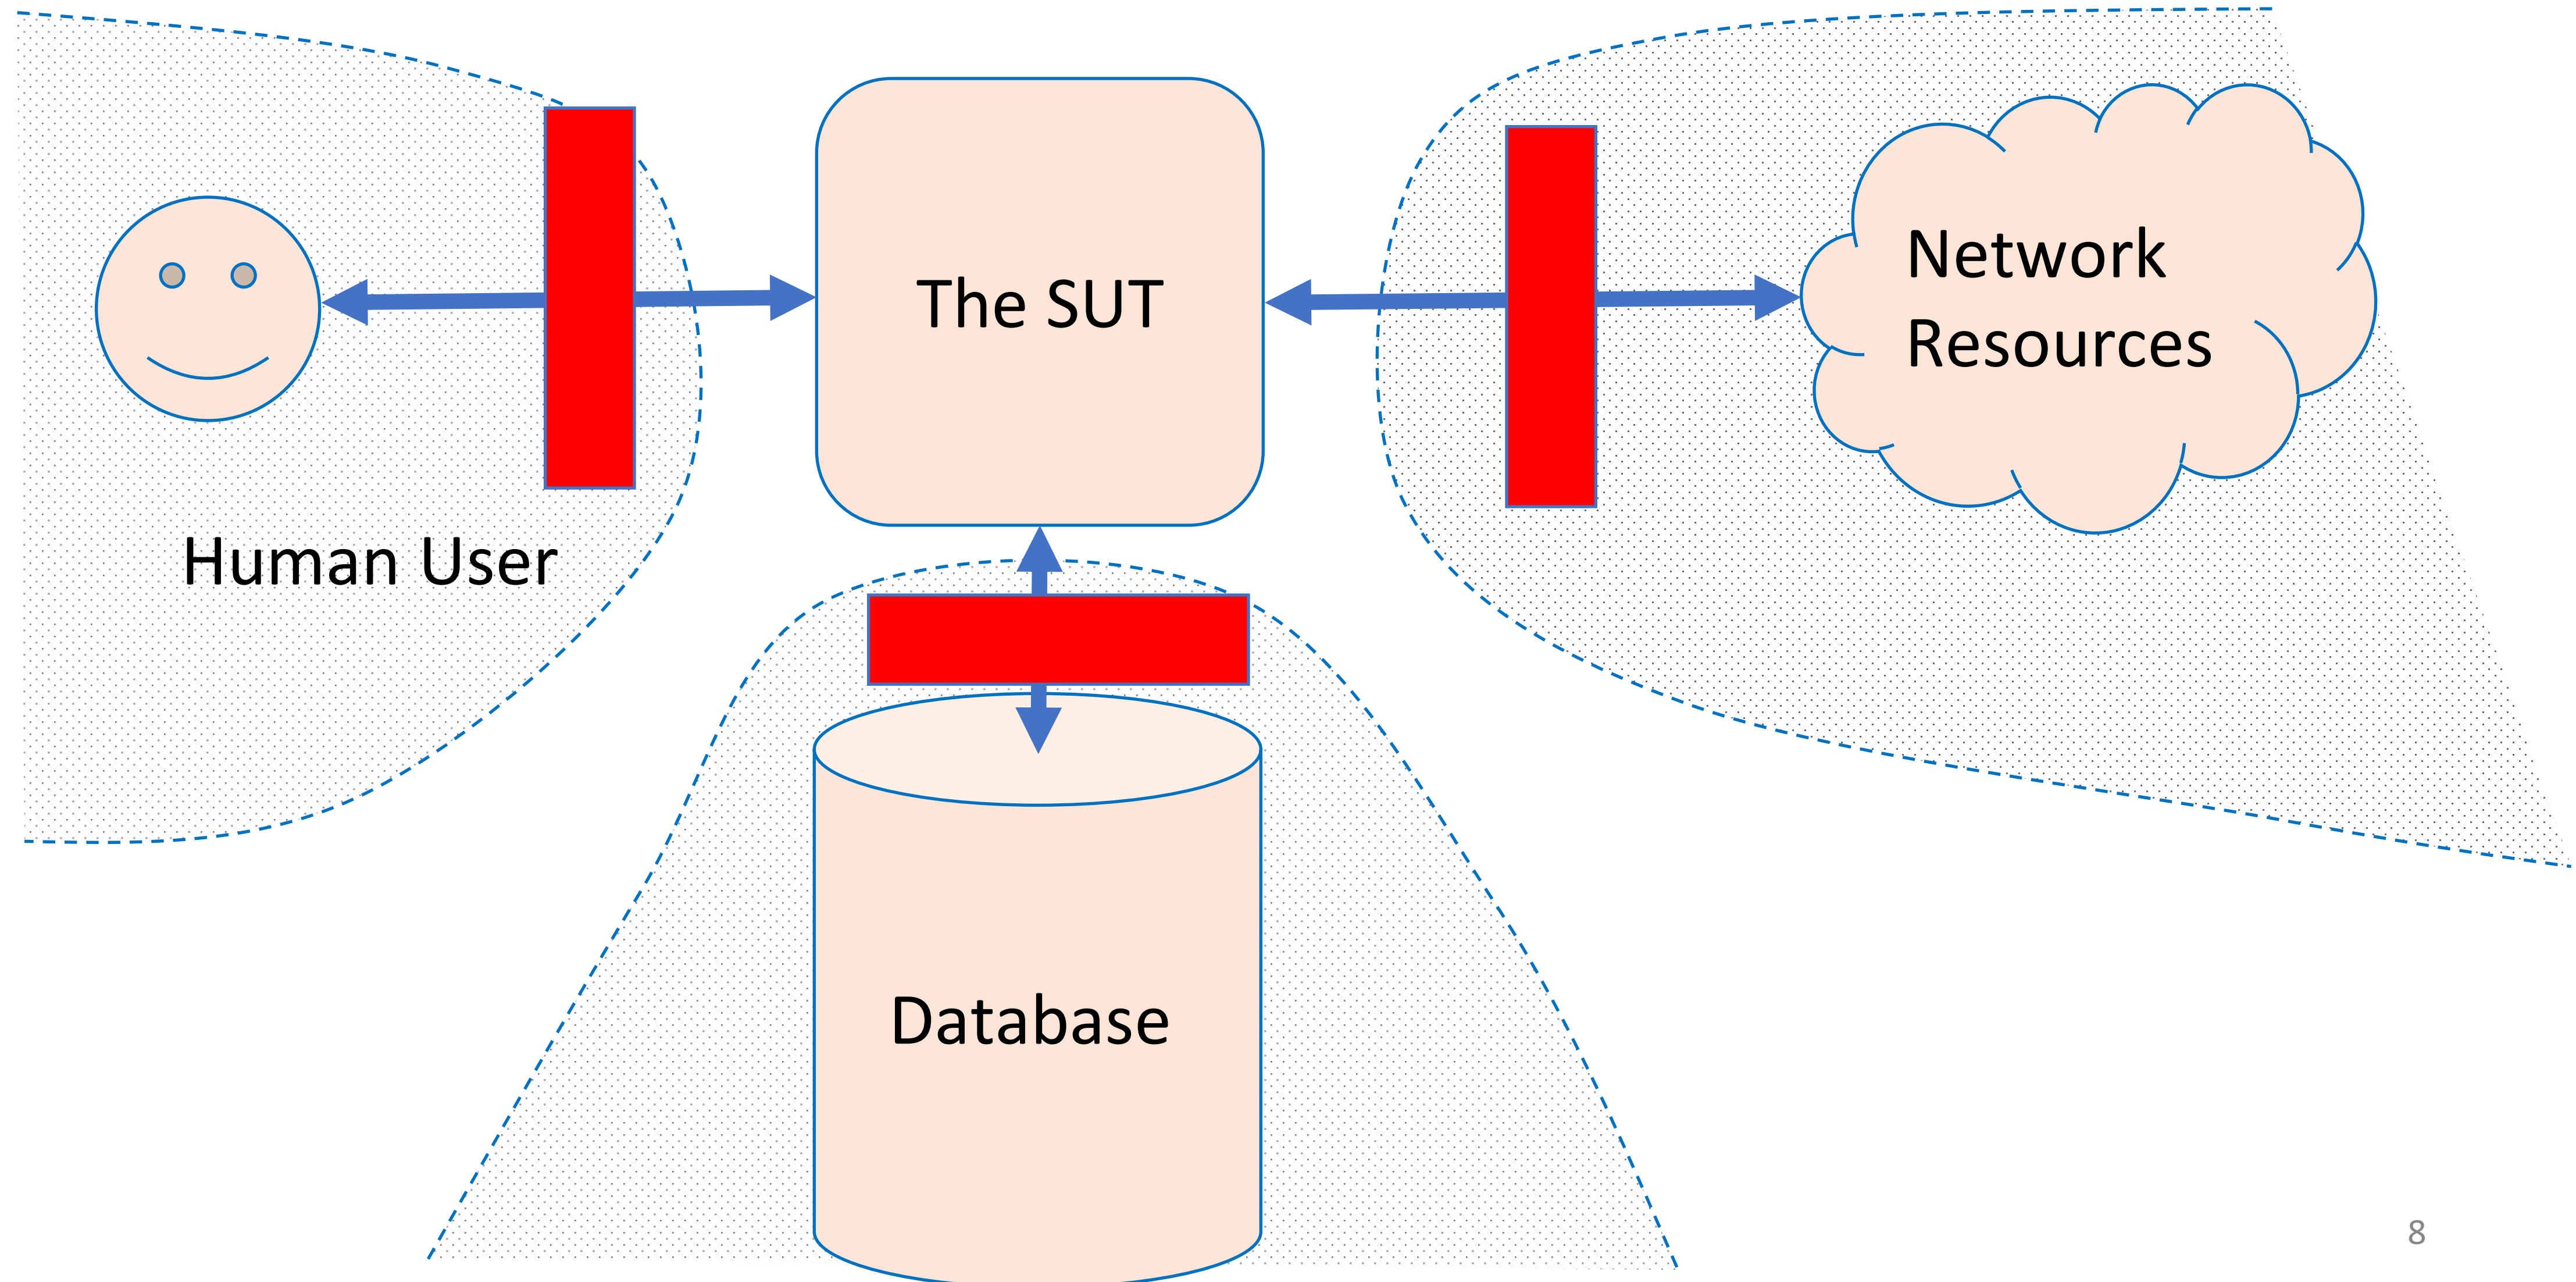 The SUT
Network
Resources
Human User
Database
8